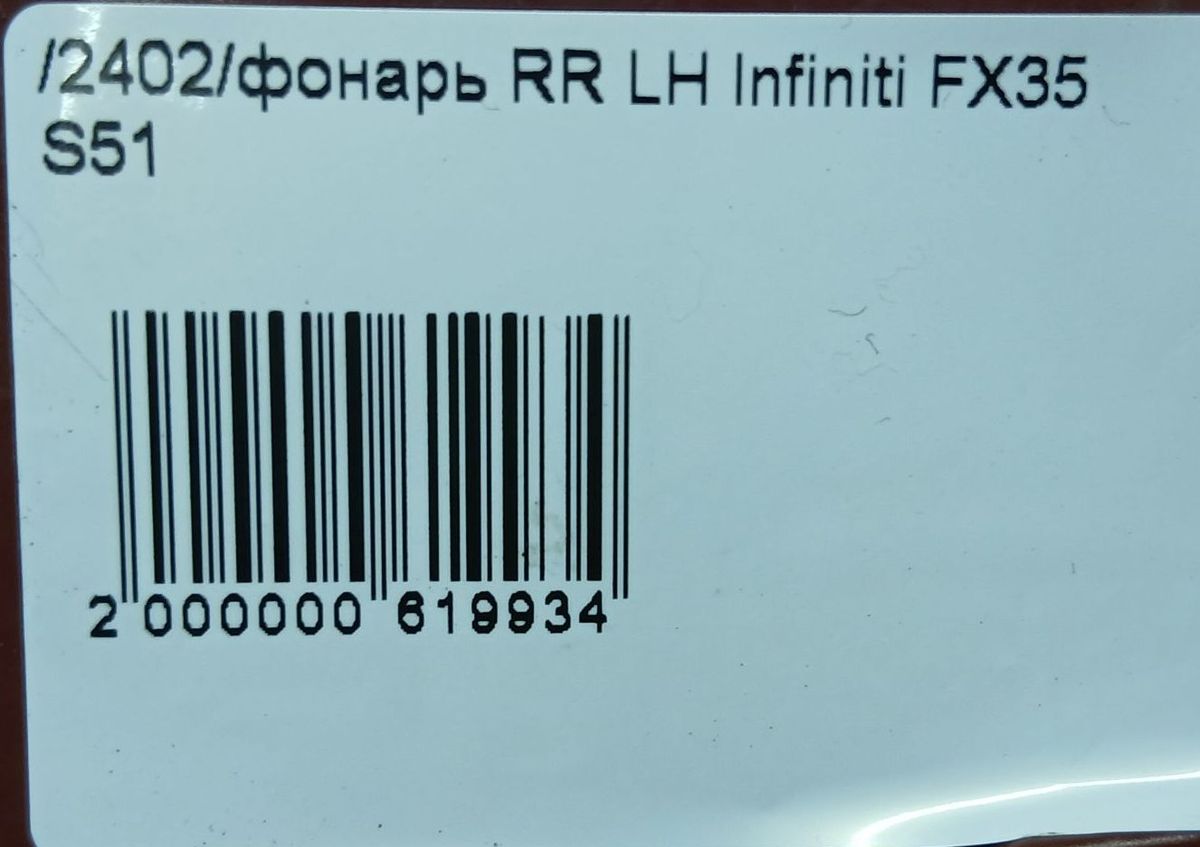 /2402/фонарь RR LH Infiniti FX35
S51
2 000000 619934